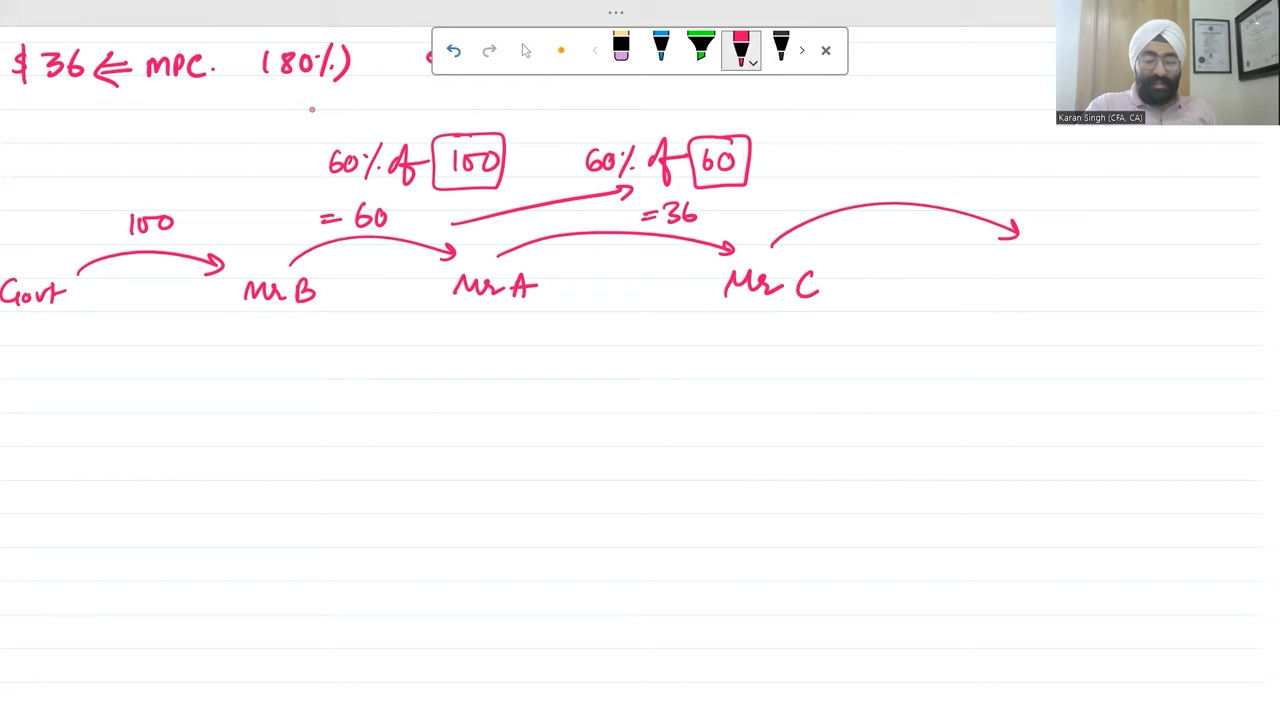 $ 36 ⇐ MPC. (80%)
60% of 100
60% of 60
100
= 60
= 36
Govt
Mr B
Mr A
Mr C
Karan Singh (CFA, CA)